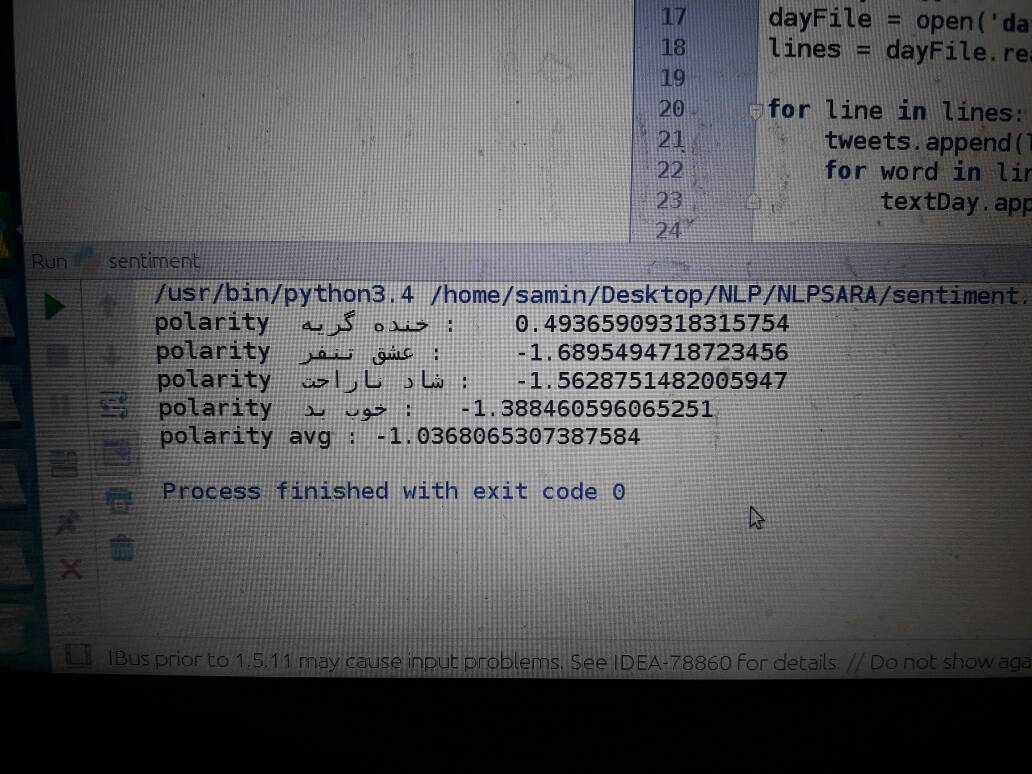 17 dayFile = open('da
18 lines = dayFile.rea
19
20 for line in lines:
21 tweets.append(l
22 for word in lin
23 textDay.app
24
Run sentiment
/usr/bin/python3.4 /home/samin/Desktop/NLP/NLPSARA/sentiment.
polarity خنده گریه : 0.49365909318315754
polarity عشق تنفر : -1.6895494718723456
polarity شاد ناراحت : -1.5628751482005947
polarity خوب بد : -1.388460596065251
polarity avg : -1.0368065307387584
Process finished with exit code 0
IBus prior to 1.5.11 may cause input problems. See IDEA-78860 for details. // Do not show aga